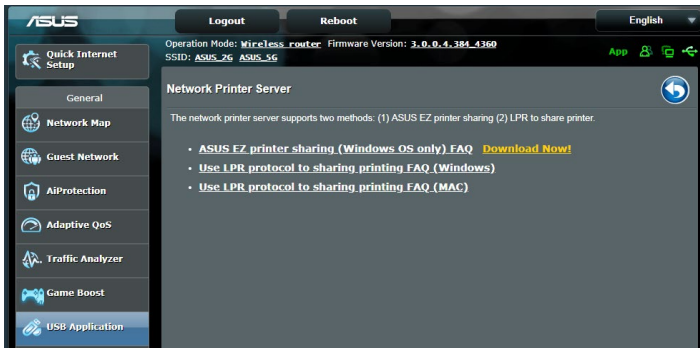 ASUS
Logout
Reboot
English
Operation Mode: Wireless router Firmware Version: 3.0.0.4.384_4360
SSID: ASUS_2G ASUS_5G
App
Quick Internet
Setup
General
Network Map
Guest Network
AiProtection
Adaptive QoS
Traffic Analyzer
Game Boost
USB Application
Network Printer Server
The network printer server supports two methods: (1) ASUS EZ printer sharing (2) LPR to share printer.
ASUS EZ printer sharing (Windows OS only) FAQ Download Now!
Use LPR protocol to sharing printing FAQ (Windows)
Use LPR protocol to sharing printing FAQ (MAC)